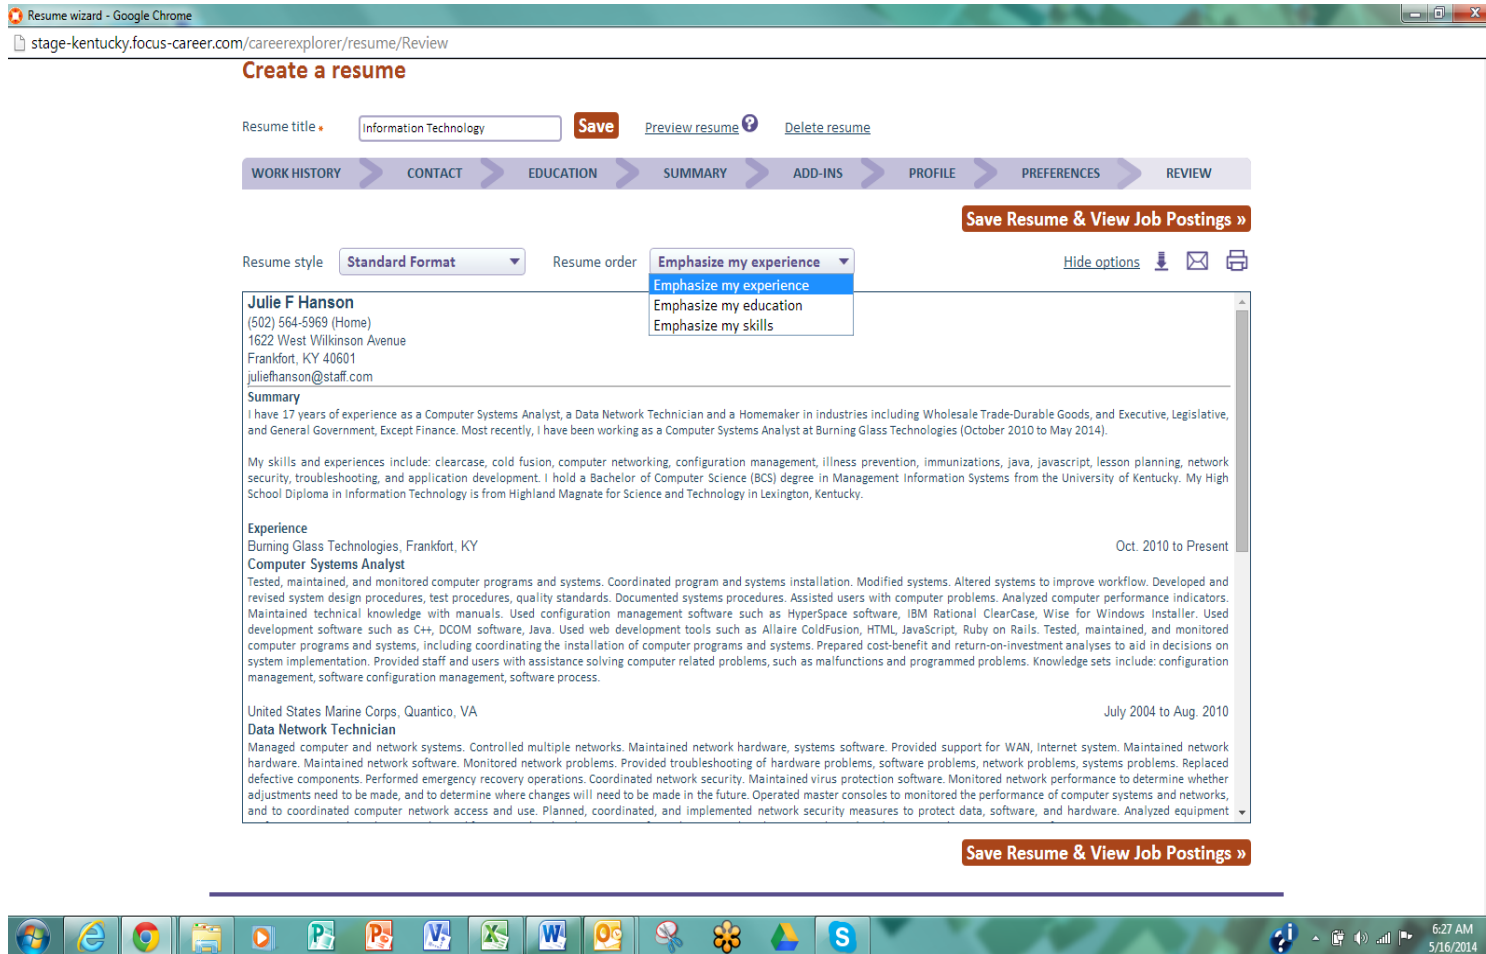 Resume wizard - Google Chrome
stage-kentucky.focus-career.com/careerexplorer/resume/Review
Create a resume
Resume title * Information Technology Save Preview resume ? Delete resume
WORK HISTORY CONTACT EDUCATION SUMMARY ADD-INS PROFILE PREFERENCES REVIEW
Save Resume & View Job Postings »
Resume style Standard Format Resume order Emphasize my experience Hide options
Emphasize my experience
Emphasize my education
Emphasize my skills
Julie F Hanson
(502) 564-5969 (Home)
1622 West Wilkinson Avenue
Frankfort, KY 40601
juliefhanson@staff.com
Summary
I have 17 years of experience as a Computer Systems Analyst, a Data Network Technician and a Homemaker in industries including Wholesale Trade-Durable Goods, and Executive, Legislative,
and General Government, Except Finance. Most recently, I have been working as a Computer Systems Analyst at Burning Glass Technologies (October 2010 to May 2014).
My skills and experiences include: clearcase, cold fusion, computer networking, configuration management, illness prevention, immunizations, java, javascript, lesson planning, network
security, troubleshooting, and application development. I hold a Bachelor of Computer Science (BCS) degree in Management Information Systems from the University of Kentucky. My High
School Diploma in Information Technology is from Highland Magnate for Science and Technology in Lexington, Kentucky.
Experience
Burning Glass Technologies, Frankfort, KY Oct. 2010 to Present
Computer Systems Analyst
Tested, maintained, and monitored computer programs and systems. Coordinated program and systems installation. Modified systems. Altered systems to improve workflow. Developed and
revised system design procedures, test procedures, quality standards. Documented systems procedures. Assisted users with computer problems. Analyzed computer performance indicators.
Maintained technical knowledge with manuals. Used configuration management software such as HyperSpace software, IBM Rational ClearCase, Wise for Windows Installer. Used
development software such as C++, DCOM software, Java. Used web development tools such as Allaire ColdFusion, HTML, JavaScript, Ruby on Rails. Tested, maintained, and monitored
computer programs and systems, including coordinating the installation of computer programs and systems. Prepared cost-benefit and return-on-investment analyses to aid in decisions on
system implementation. Provided staff and users with assistance solving computer related problems, such as malfunctions and programmed problems. Knowledge sets include: configuration
management, software configuration management, software process.
United States Marine Corps, Quantico, VA July 2004 to Aug. 2010
Data Network Technician
Managed computer and network systems. Controlled multiple networks. Maintained network hardware, systems software. Provided support for WAN, Internet system. Maintained network
hardware. Maintained network software. Monitored network problems. Provided troubleshooting of hardware problems, software problems, network problems, systems problems. Replaced
defective components. Performed emergency recovery operations. Coordinated network security. Maintained virus protection software. Monitored network performance to determine whether
adjustments need to be made, and to determine where changes will need to be made in the future. Operated master consoles to monitored the performance of computer systems and networks,
and to coordinated computer network access and use. Planned, coordinated, and implemented network security measures to protect data, software, and hardware. Analyzed equipment
Save Resume & View Job Postings »
6:27 AM
5/16/2014